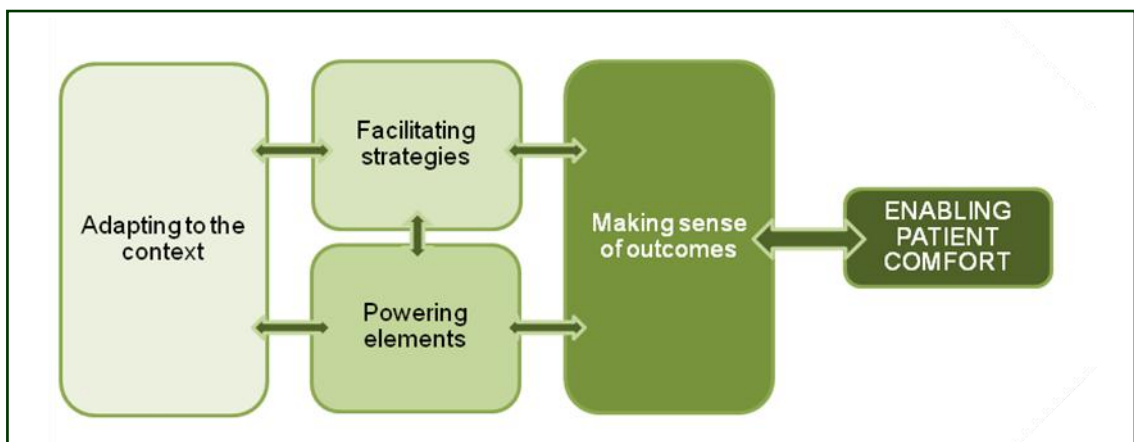 Adapting to the
context
Facilitating
strategies
Powering
elements
Making sense
of outcomes
ENABLING
PATIENT
COMFORT